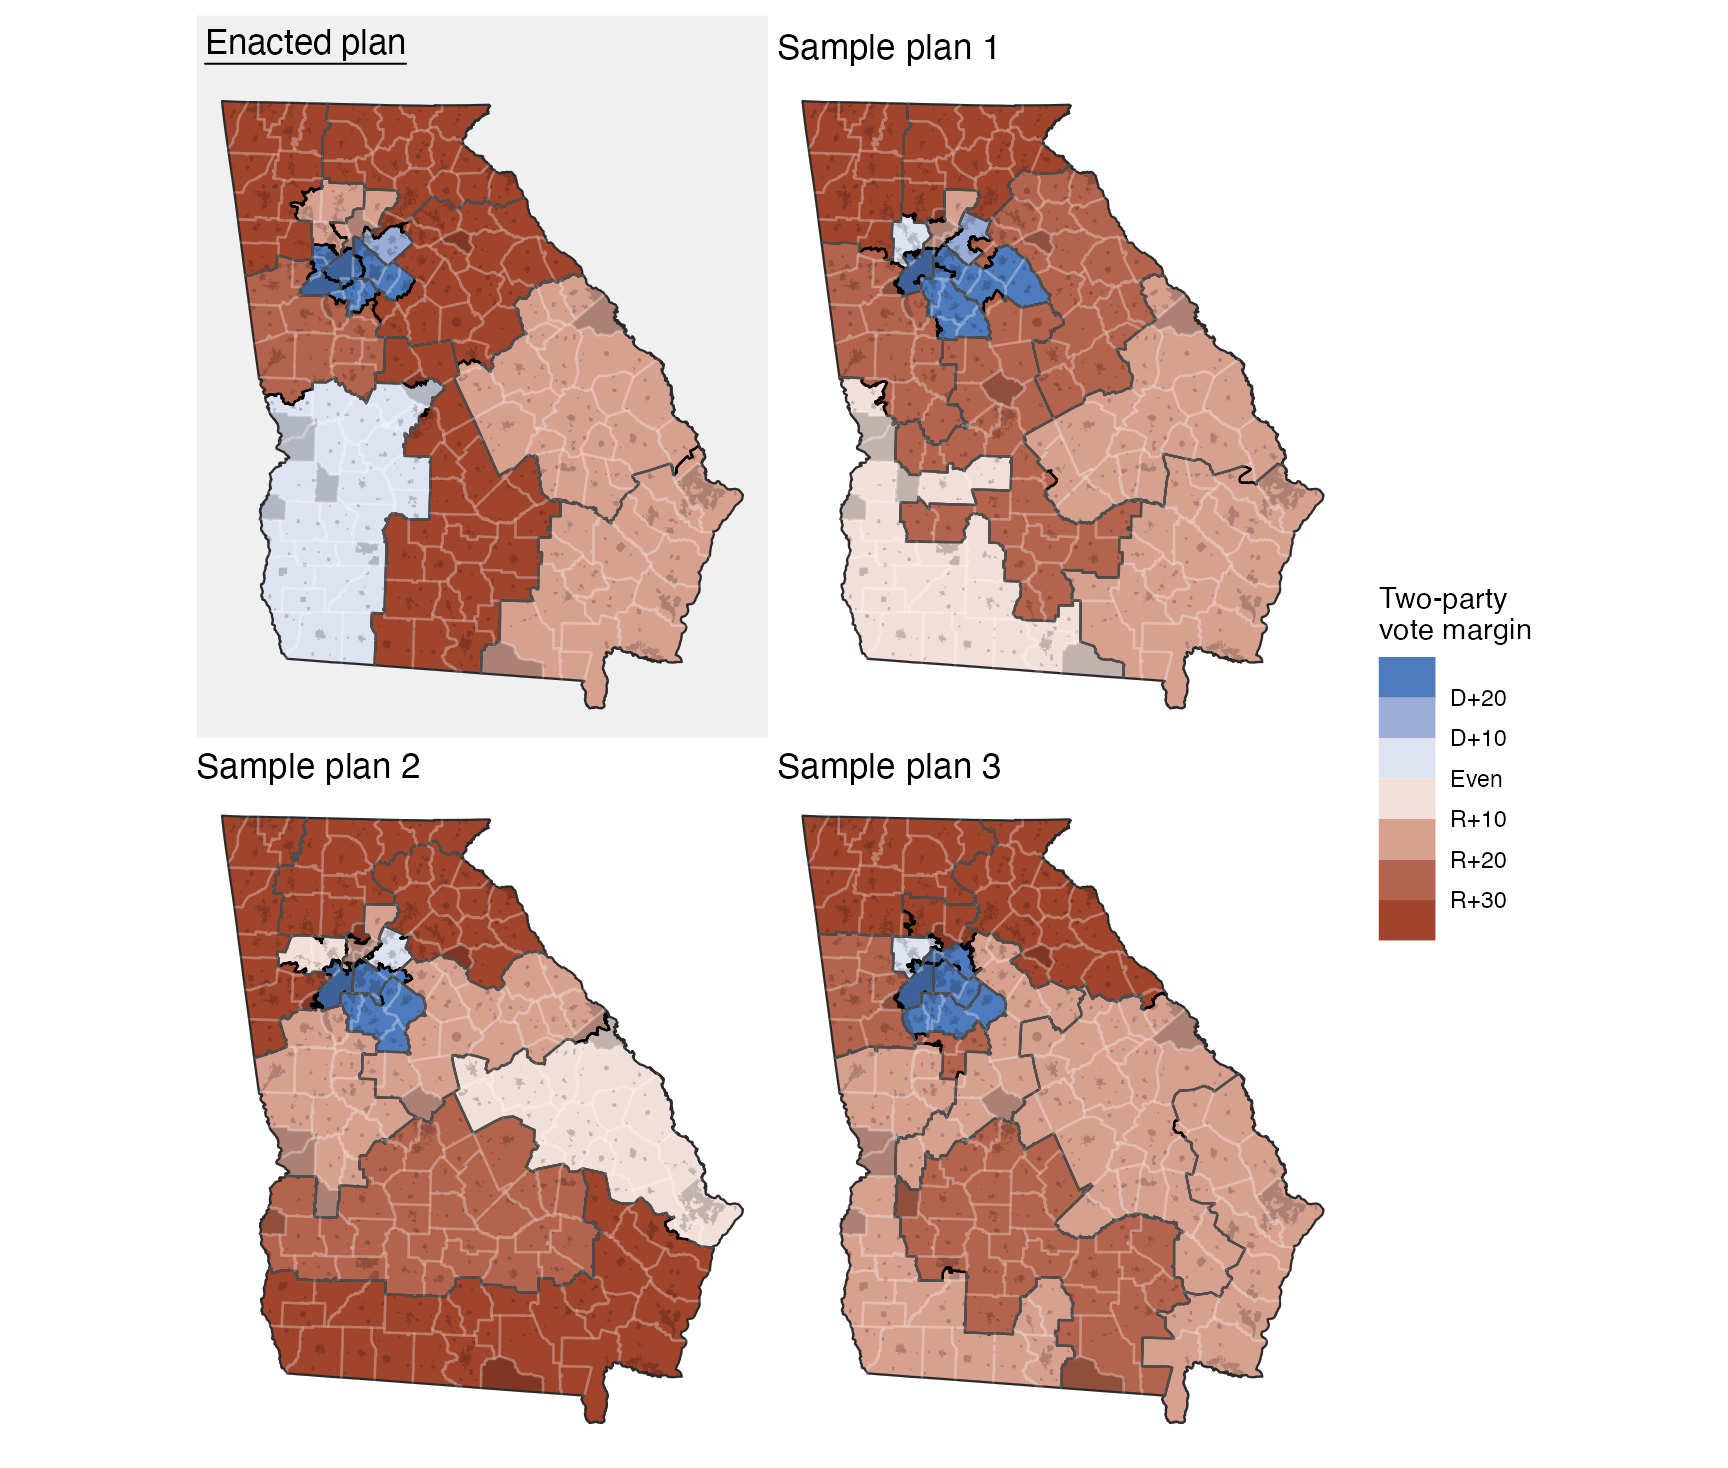 Enacted plan
Sample plan 1
Sample plan 2
Sample plan 3
Two-party
vote margin
D+20
D+10
Even
R+10
R+20
R+30